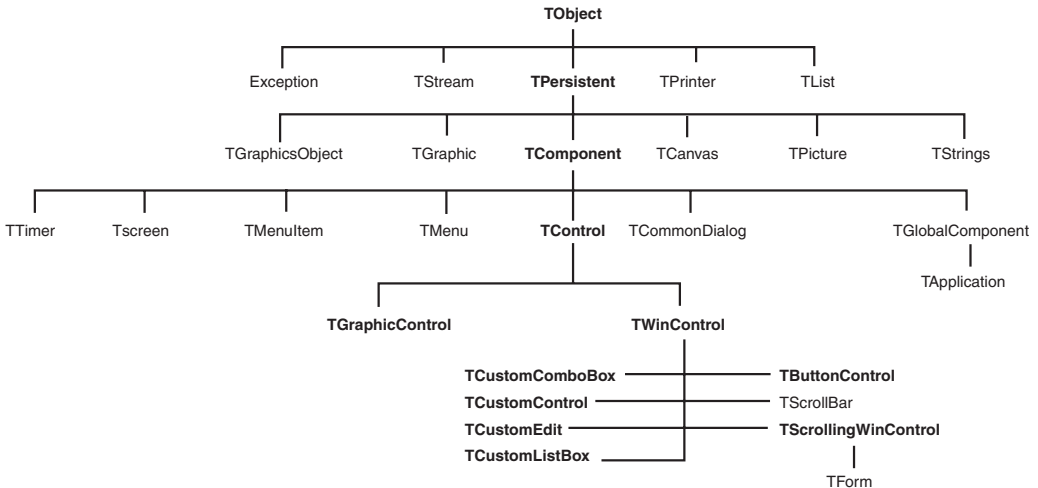 TObject
Exception TStream TPersistent TPrinter TList
TGraphicsObject TGraphic TComponent TCanvas TPicture TStrings
TTimer Tscreen TMenuItem TMenu TControl TCommonDialog TGlobalComponent
TApplication
TGraphicControl TWinControl
TCustomComboBox TButtonControl
TCustomControl TScrollBar
TCustomEdit TScrollingWinControl
TCustomListBox
TForm